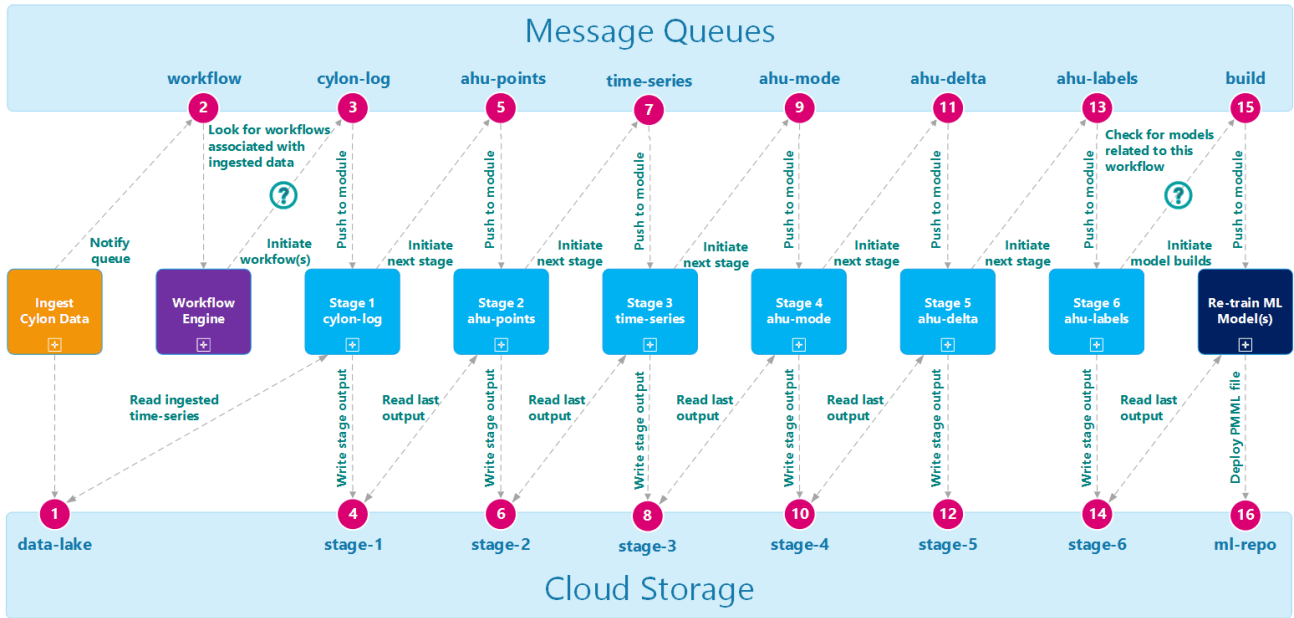 Message Queues
workflow
cylon-log
ahu-points
time-series
ahu-mode
ahu-delta
ahu-labels
build
2
3
5
7
9
11
13
15
Look for workflows
associated with
ingested data
Check for models
related to this
workflow
?
?
Push to module
Push to module
Push to module
Push to module
Push to module
Push to module
Push to module
Notify
queue
Initiate
workfow(s)
Initiate
next stage
Initiate
next stage
Initiate
next stage
Initiate
next stage
Initiate
next stage
Initiate
model builds
Ingest
Cylon Data
Workflow
Engine
Stage 1
cylon-log
Stage 2
ahu-points
Stage 3
time-series
Stage 4
ahu-mode
Stage 5
ahu-delta
Stage 6
ahu-labels
Re-train ML
Model(s)
Read ingested
time-series
Write stage output
Read last
output
Write stage output
Read last
output
Write stage output
Read last
output
Write stage output
Read last
output
Write stage output
Write stage output
Read last
output
Deploy PMML file
1
4
6
8
10
12
14
16
data-lake
stage-1
stage-2
stage-3
stage-4
stage-5
stage-6
ml-repo
Cloud Storage